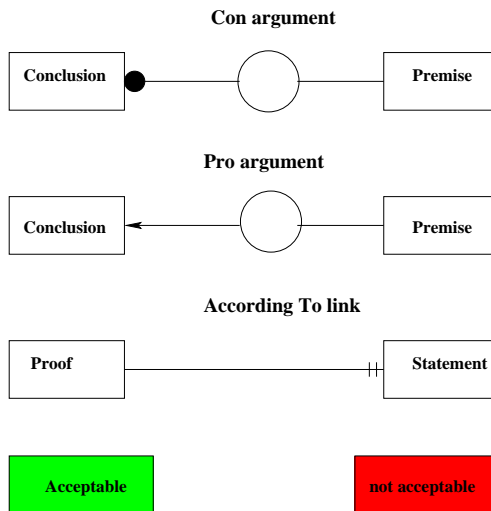 Con argument
Conclusion
Premise
Pro argument
Conclusion
Premise
According To link
Proof
Statement
Acceptable
not acceptable